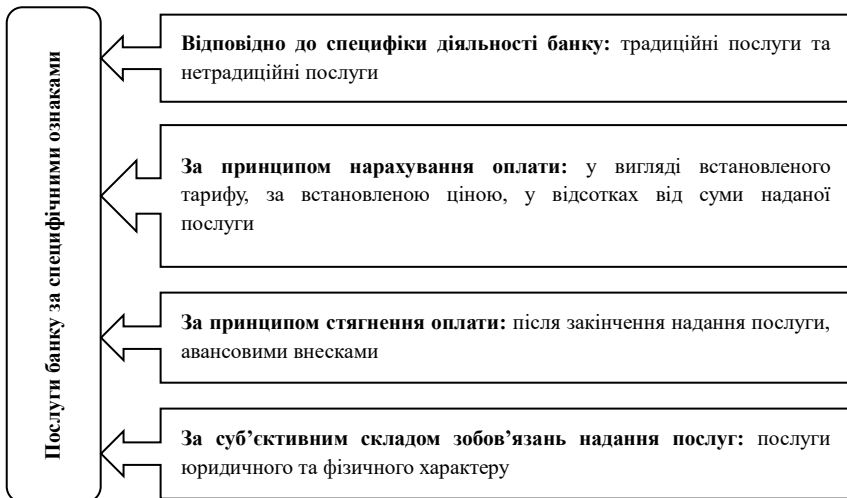 Послуги банку за специфічними ознаками
Відповідно до специфіки діяльності банку: традиційні послуги та
нетрадиційні послуги
За принципом нарахування оплати: у вигляді встановленого
тарифу, за встановленою ціною, у відсотках від суми наданої
послуги
За принципом стягнення оплати: після закінчення надання послуги,
авансовими внесками
За суб’єктивним складом зобов’язань надання послуг: послуги
юридичного та фізичного характеру